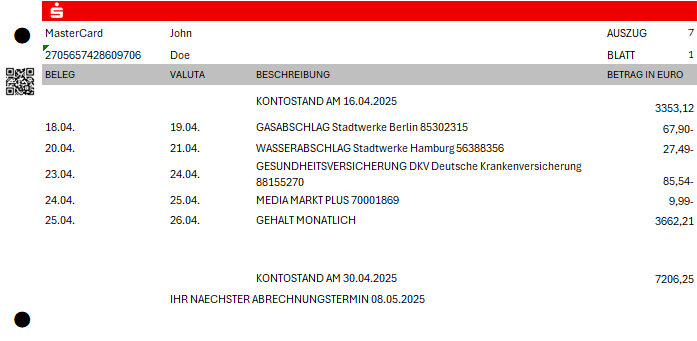 MasterCard John AUSZUG 7
2705657428609706 Doe BLATT 1
BELEG VALUTA BESCHREIBUNG BETRAG IN EURO
KONTOSTAND AM 16.04.2025 3353,12
18.04. 19.04. GASABSCHLAG Stadtwerke Berlin 85302315 67,90-
20.04. 21.04. WASSERABSCHLAG Stadtwerke Hamburg 56388356 27,49-
23.04. 24.04. GESUNDHEITSVERSICHERUNG DKV Deutsche Krankenversicherung
88155270 85,54-
24.04. 25.04. MEDIA MARKT PLUS 70001869 9,99-
25.04. 26.04. GEHALT MONATLICH 3662,21
KONTOSTAND AM 30.04.2025 7206,25
IHR NAECHSTER ABRECHNUNGSTERMIN 08.05.2025